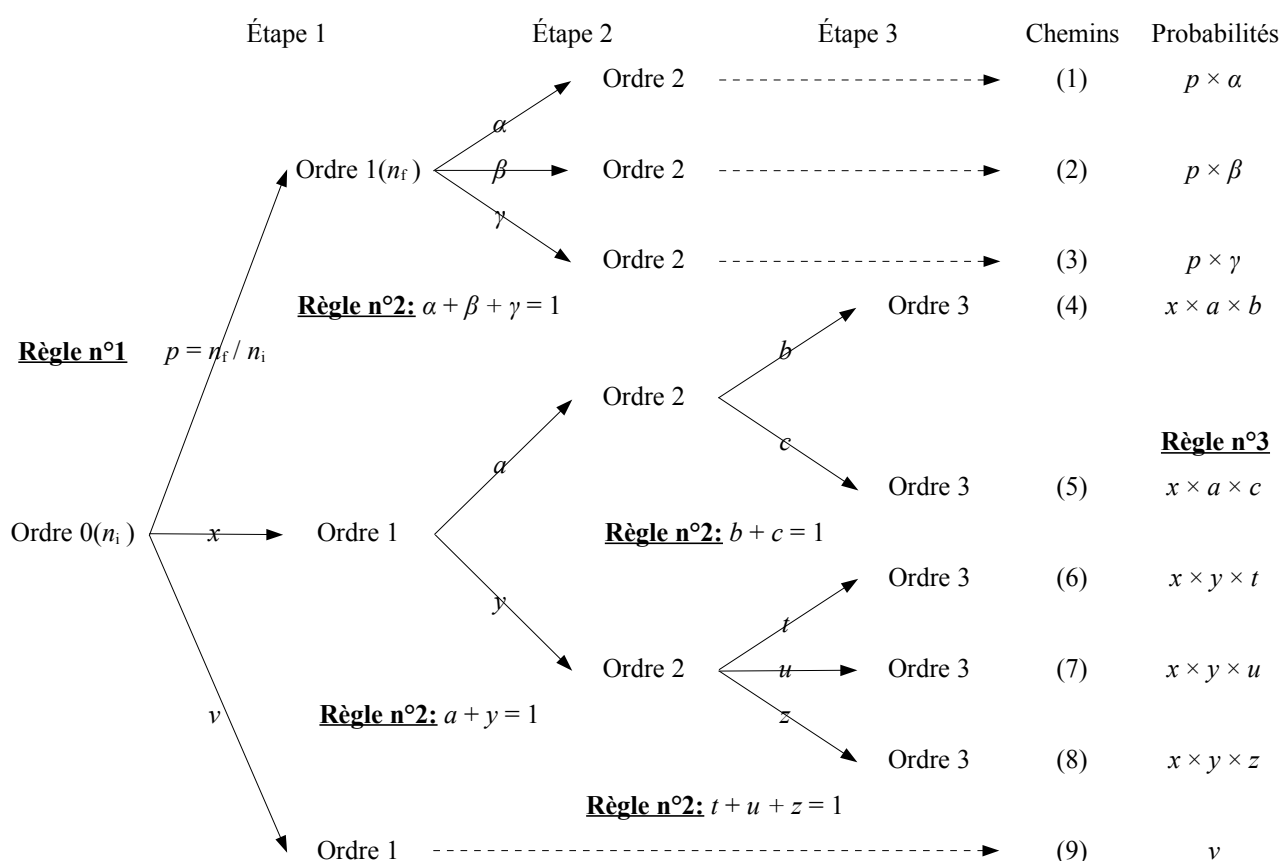 Étape 1 Étape 2 Étape 3 Chemins Probabilités
Ordre 2 (1) p × α
α
Ordre 1(nf ) β Ordre 2 (2) p × β
γ
Ordre 2 (3) p × γ
Règle n°2: α + β + γ = 1 Ordre 3 (4) x × a × b
Règle n°1 p = nf / ni b
Ordre 2
c Règle n°3
a
Ordre 3 (5) x × a × c
Ordre 0(ni ) x Ordre 1 Règle n°2: b + c = 1
Ordre 3 (6) x × y × t
y
t
Ordre 2 u Ordre 3 (7) x × y × u
v Règle n°2: a + y = 1 z
Ordre 3 (8) x × y × z
Règle n°2: t + u + z = 1
Ordre 1 (9) v